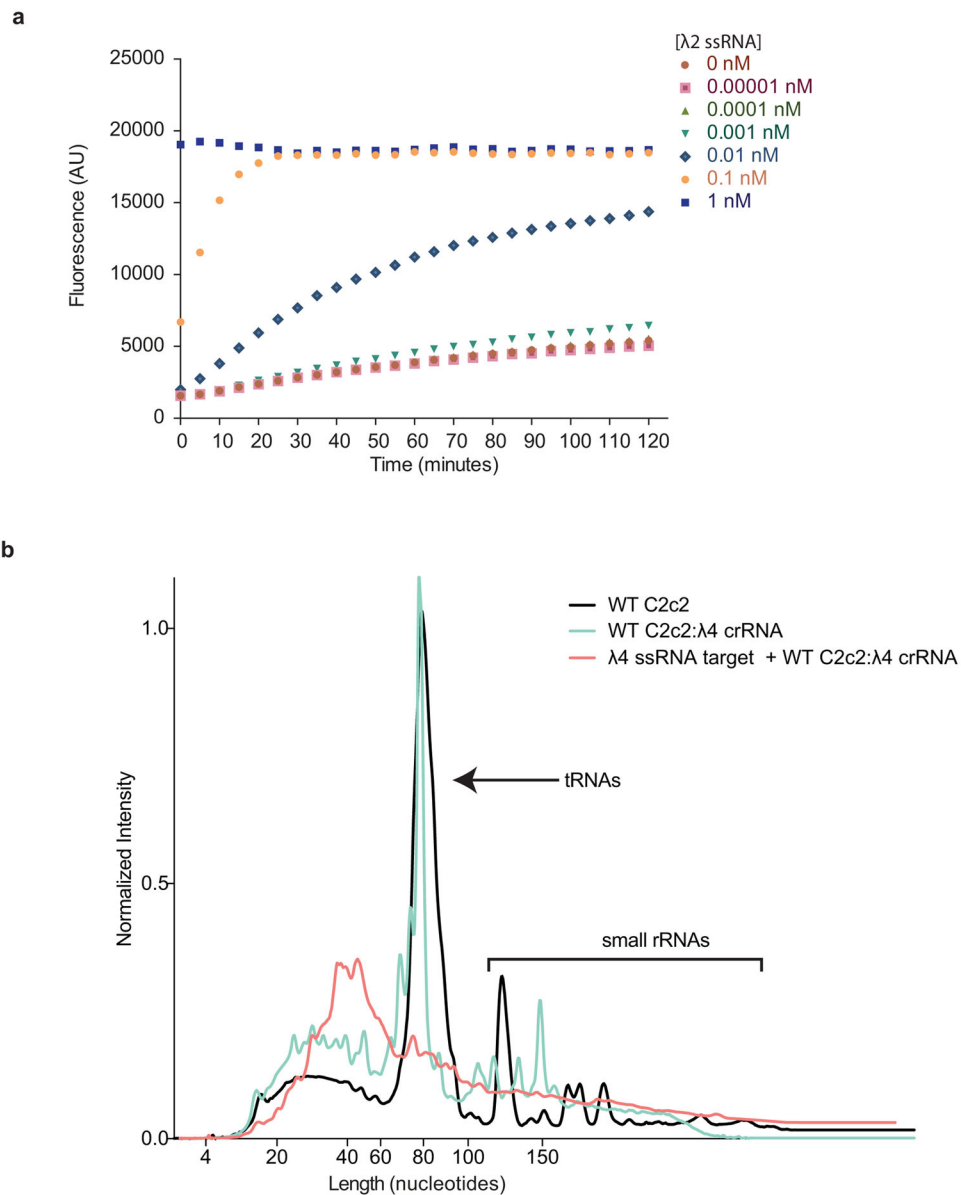 a
[λ2 ssRNA]
0 nM
0.00001 nM
0.0001 nM
0.001 nM
0.01 nM
0.1 nM
1 nM
Fluorescence (AU)
25000
20000
15000
10000
5000
0
0 10 20 30 40 50 60 70 80 90 100 110 120
Time (minutes)
b
WT C2c2
WT C2c2:λ4 crRNA
λ4 ssRNA target + WT C2c2:λ4 crRNA
Normalized Intensity
1.0
0.5
0.0
tRNAs
small rRNAs
4 20 40 60 80 100 150
Length (nucleotides)